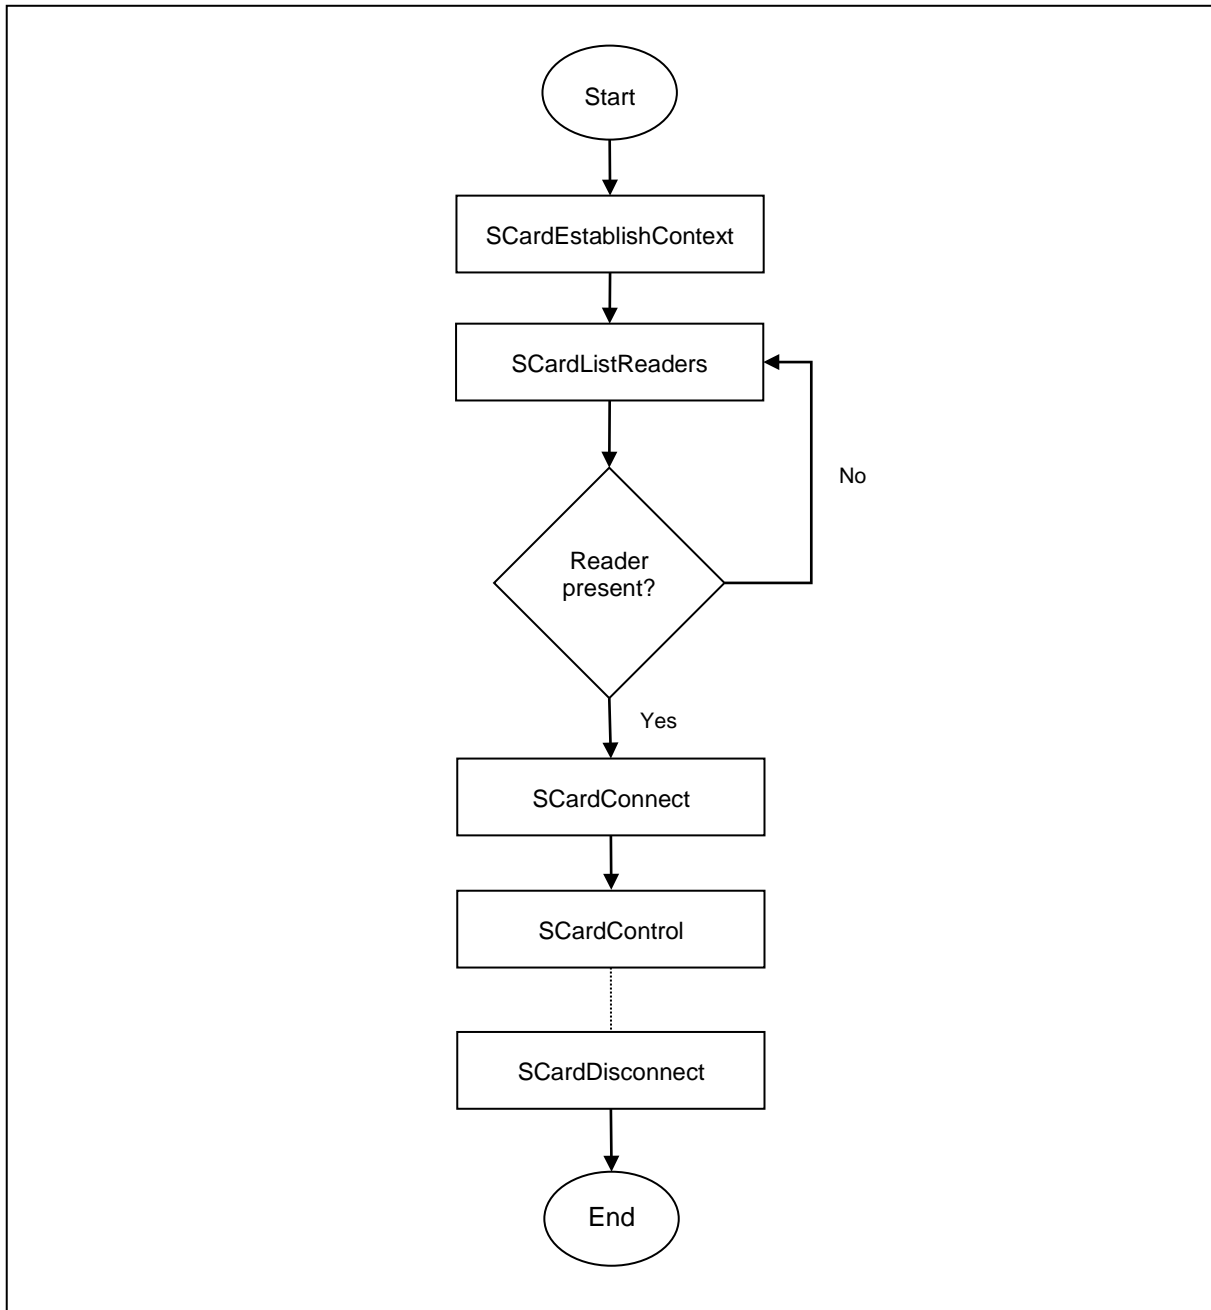 Start
SCardEstablishContext
SCardListReaders
No
Reader
present?
Yes
SCardConnect
SCardControl
SCardDisconnect
End